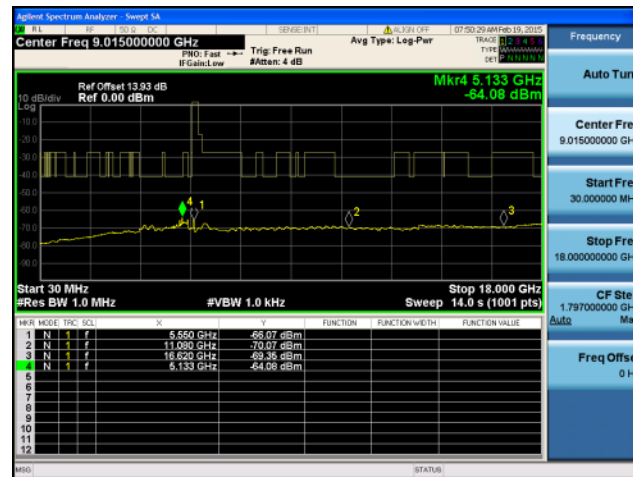 Agilent Spectrum Analyzer - Swept SA
RL RF 50 Ω DC SENSE:INT ALIGN OFF 07:50:29 AM Feb 19, 2015
Center Freq 9.015000000 GHz
PNO: Fast
IFGain:Low
Trig: Free Run
#Atten: 4 dB
Avg Type: Log-Pwr
TRACE 1 2 3 4 5 6
TYPE
DET P N N N N N
Frequency
Mkr4 5.133 GHz
-64.08 dBm
Ref Offset 13.93 dB
10 dB/div Ref 0.00 dBm
Log
-10.0
-20.0
-30.0
-40.0
-50.0
-60.0
-70.0
-80.0
-90.0
4
1
2
3
Start 30 MHz
Stop 18.000 GHz
#Res BW 1.0 MHz #VBW 1.0 kHz Sweep 14.0 s (1001 pts)
MKR MODE TRC SCL X Y FUNCTION FUNCTION WIDTH FUNCTION VALUE
1 N 1 f 5.550 GHz -66.07 dBm
2 N 1 f 11.080 GHz -70.07 dBm
3 N 1 f 16.620 GHz -69.35 dBm
4 N 1 f 5.133 GHz -64.08 dBm
5
6
7
8
9
10
11
12
MSG STATUS
Auto Tun
Center Fre
9.015000000 GH
Start Fre
30.000000 MH
Stop Fre
18.000000000 GH
CF Ste
1.797000000 GH
Auto Ma
Freq Offse
0 H